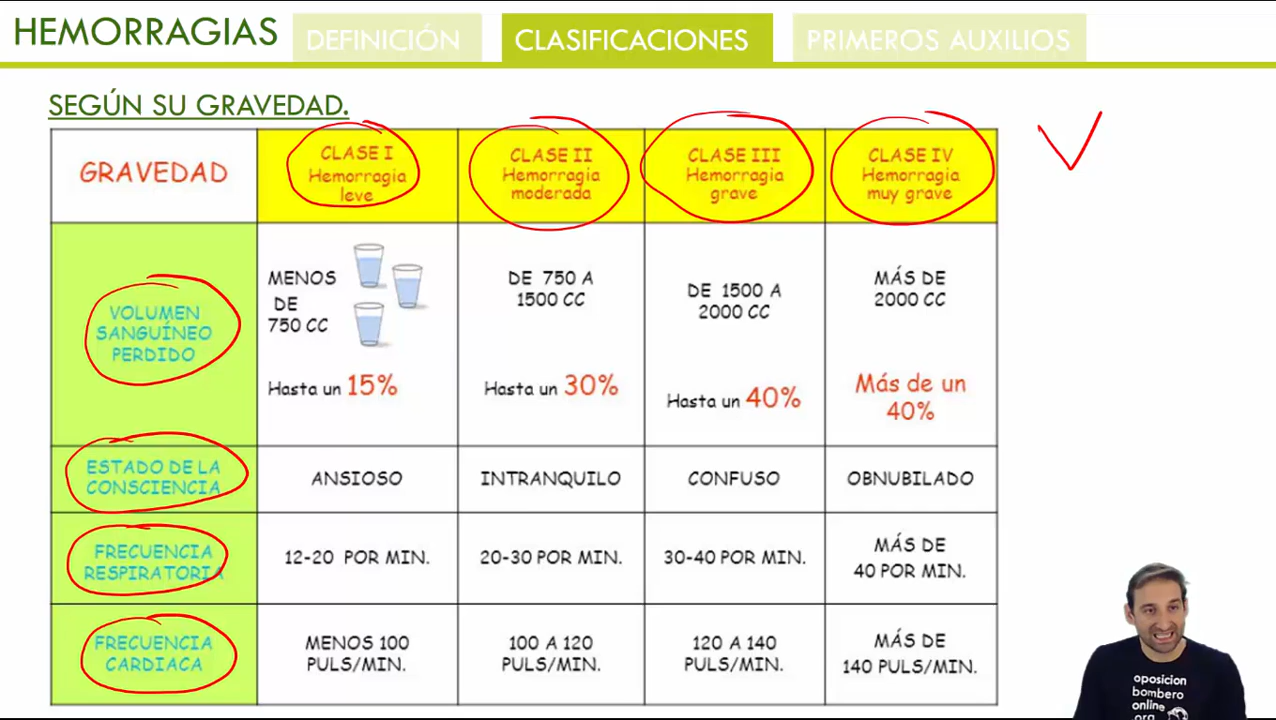 HEMORRAGIAS
DEFINICIÓN
CLASIFICACIONES
PRIMEROS AUXILIOS
SEGÚN SU GRAVEDAD.
GRAVEDAD
CLASE I
Hemorragia
leve
CLASE II
Hemorragia
moderada
CLASE III
Hemorragia
grave
CLASE IV
Hemorragia
muy grave
VOLUMEN
SANGUÍNEO
PERDIDO
MENOS
DE
750 CC
Hasta un 15%
DE 750 A
1500 CC
Hasta un 30%
DE 1500 A
2000 CC
Hasta un 40%
MÁS DE
2000 CC
Más de un
40%
ESTADO DE LA
CONSCIENCIA
ANSIOSO
INTRANQUILO
CONFUSO
OBNUBILADO
FRECUENCIA
RESPIRATORIA
12-20 POR MIN.
20-30 POR MIN.
30-40 POR MIN.
MÁS DE
40 POR MIN.
FRECUENCIA
CARDIACA
MENOS 100
PULS/MIN.
100 A 120
PULS/MIN.
120 A 140
PULS/MIN.
MÁS DE
140 PULS/MIN.
oposicion
bombero
online
.org